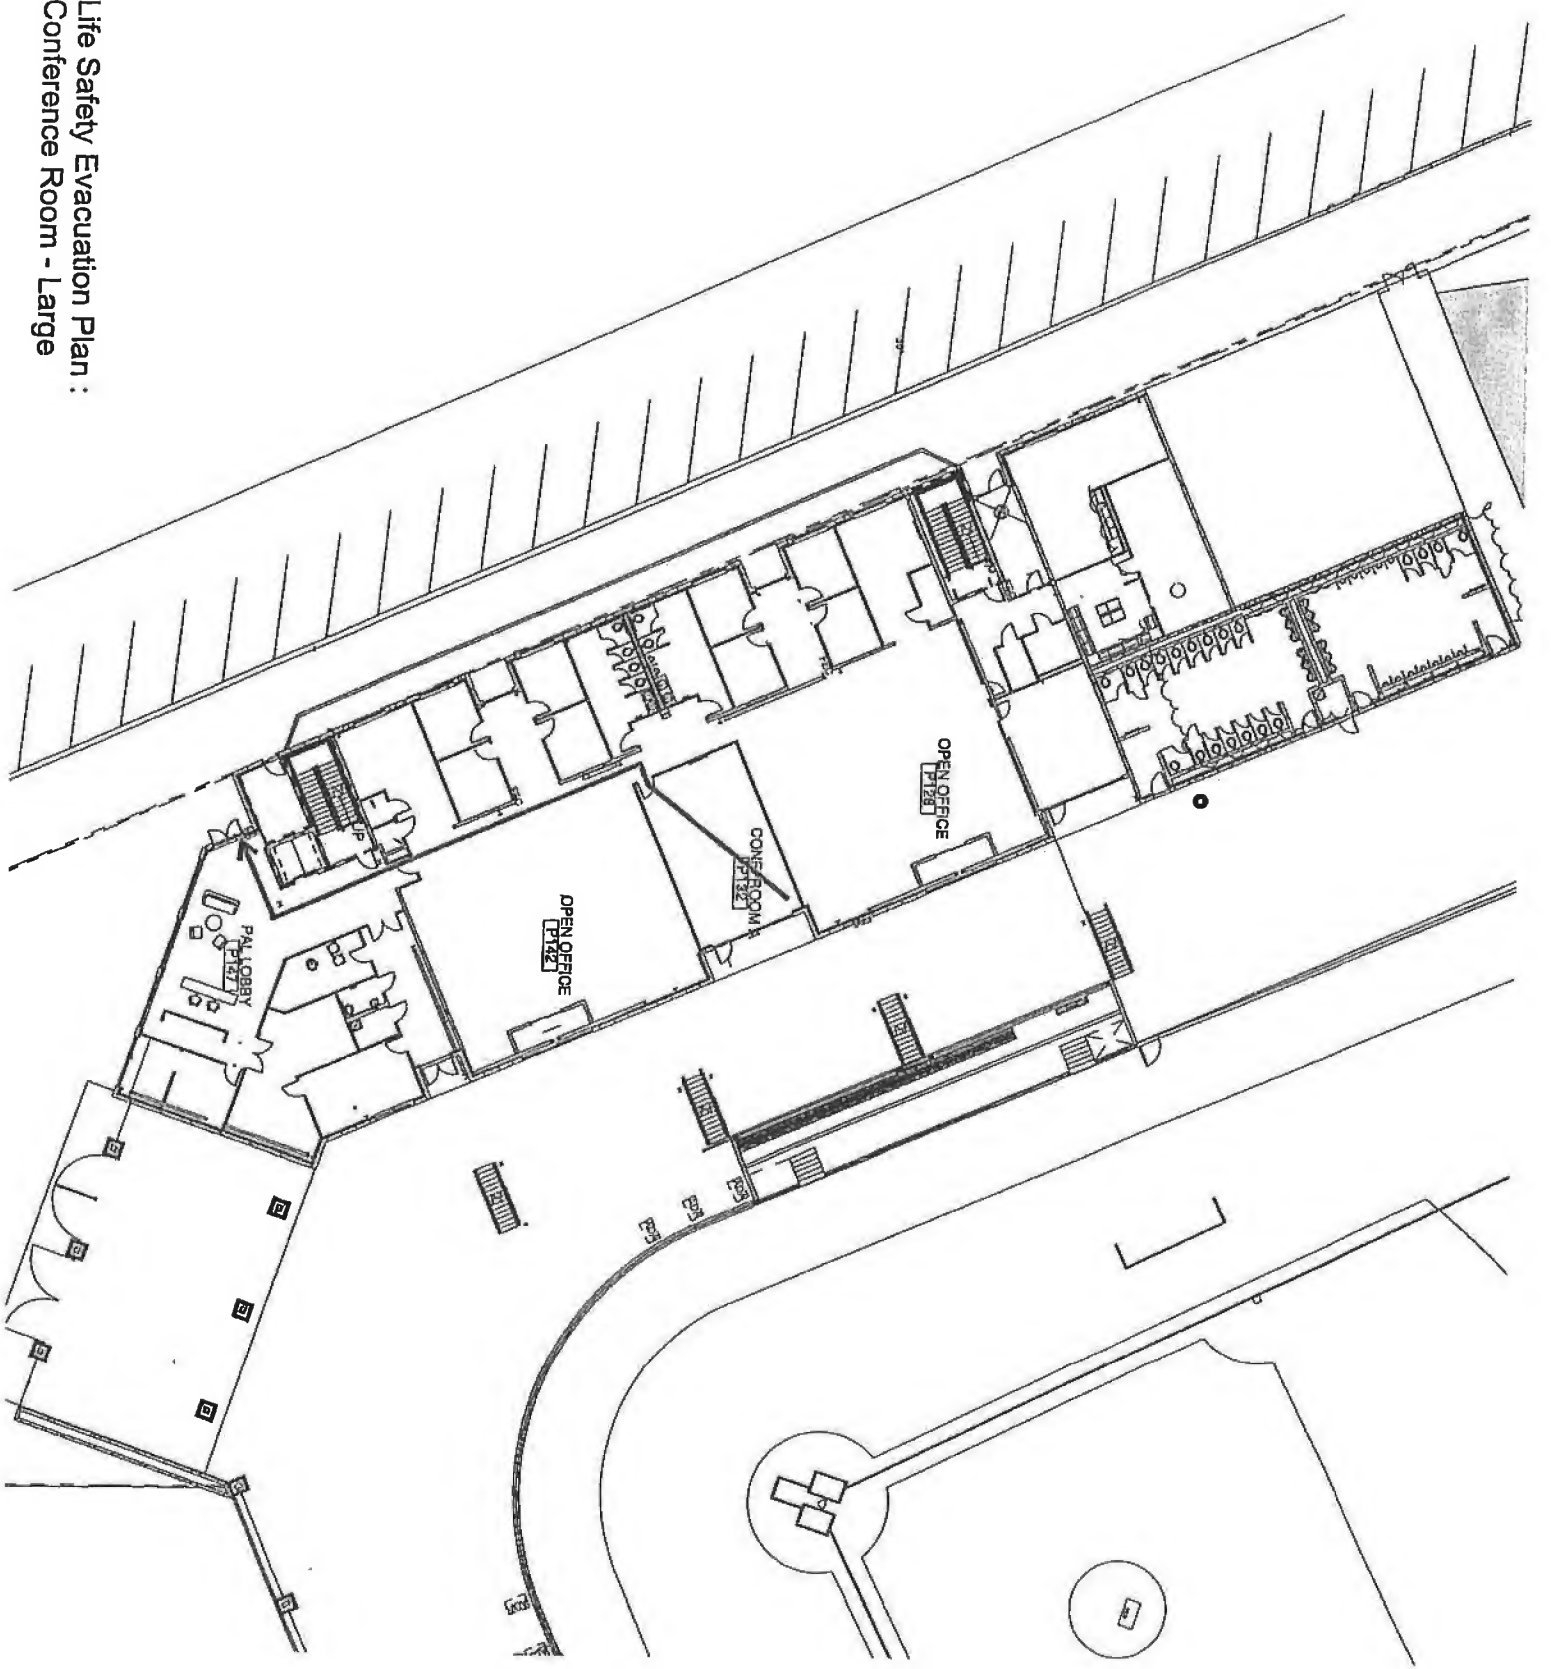 Life Safety Evacuation Plan :
Conference Room - Large
OPEN OFFICE
P128
CONF ROOM A
P132
OPEN OFFICE
P142
PAL LOBBY
P147
UP